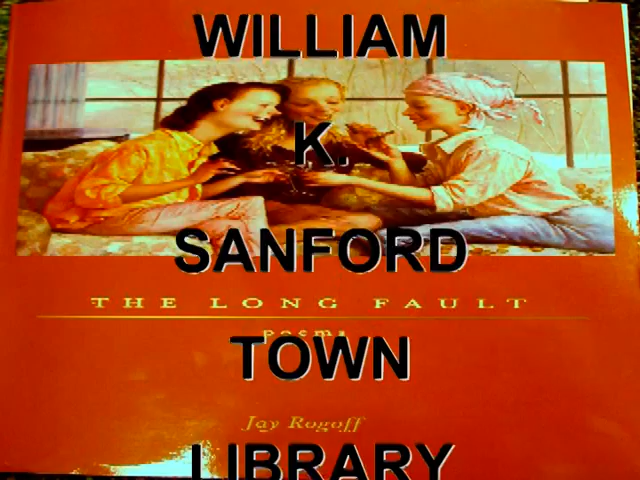 WILLIAM
K.
SANFORD
THE LONG FAULT
poems
TOWN
Jay Rogoff
LIBRARY